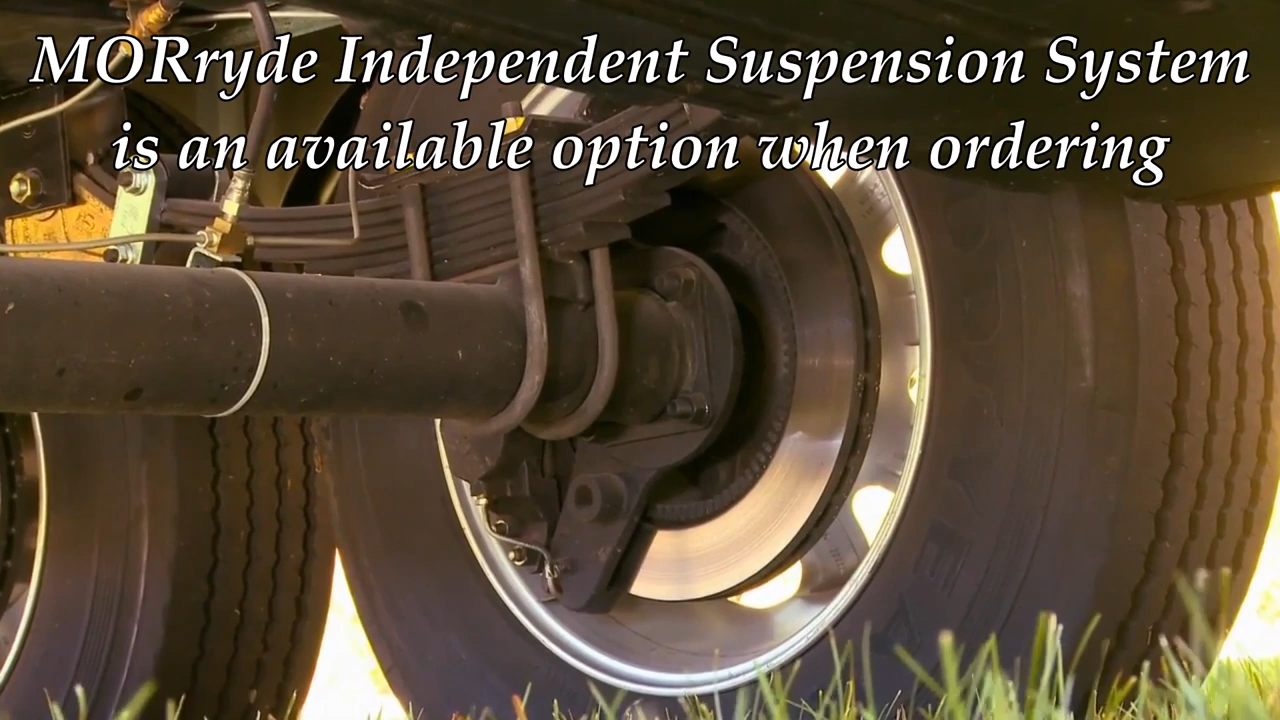 MORryde Independent Suspension System
is an available option when ordering